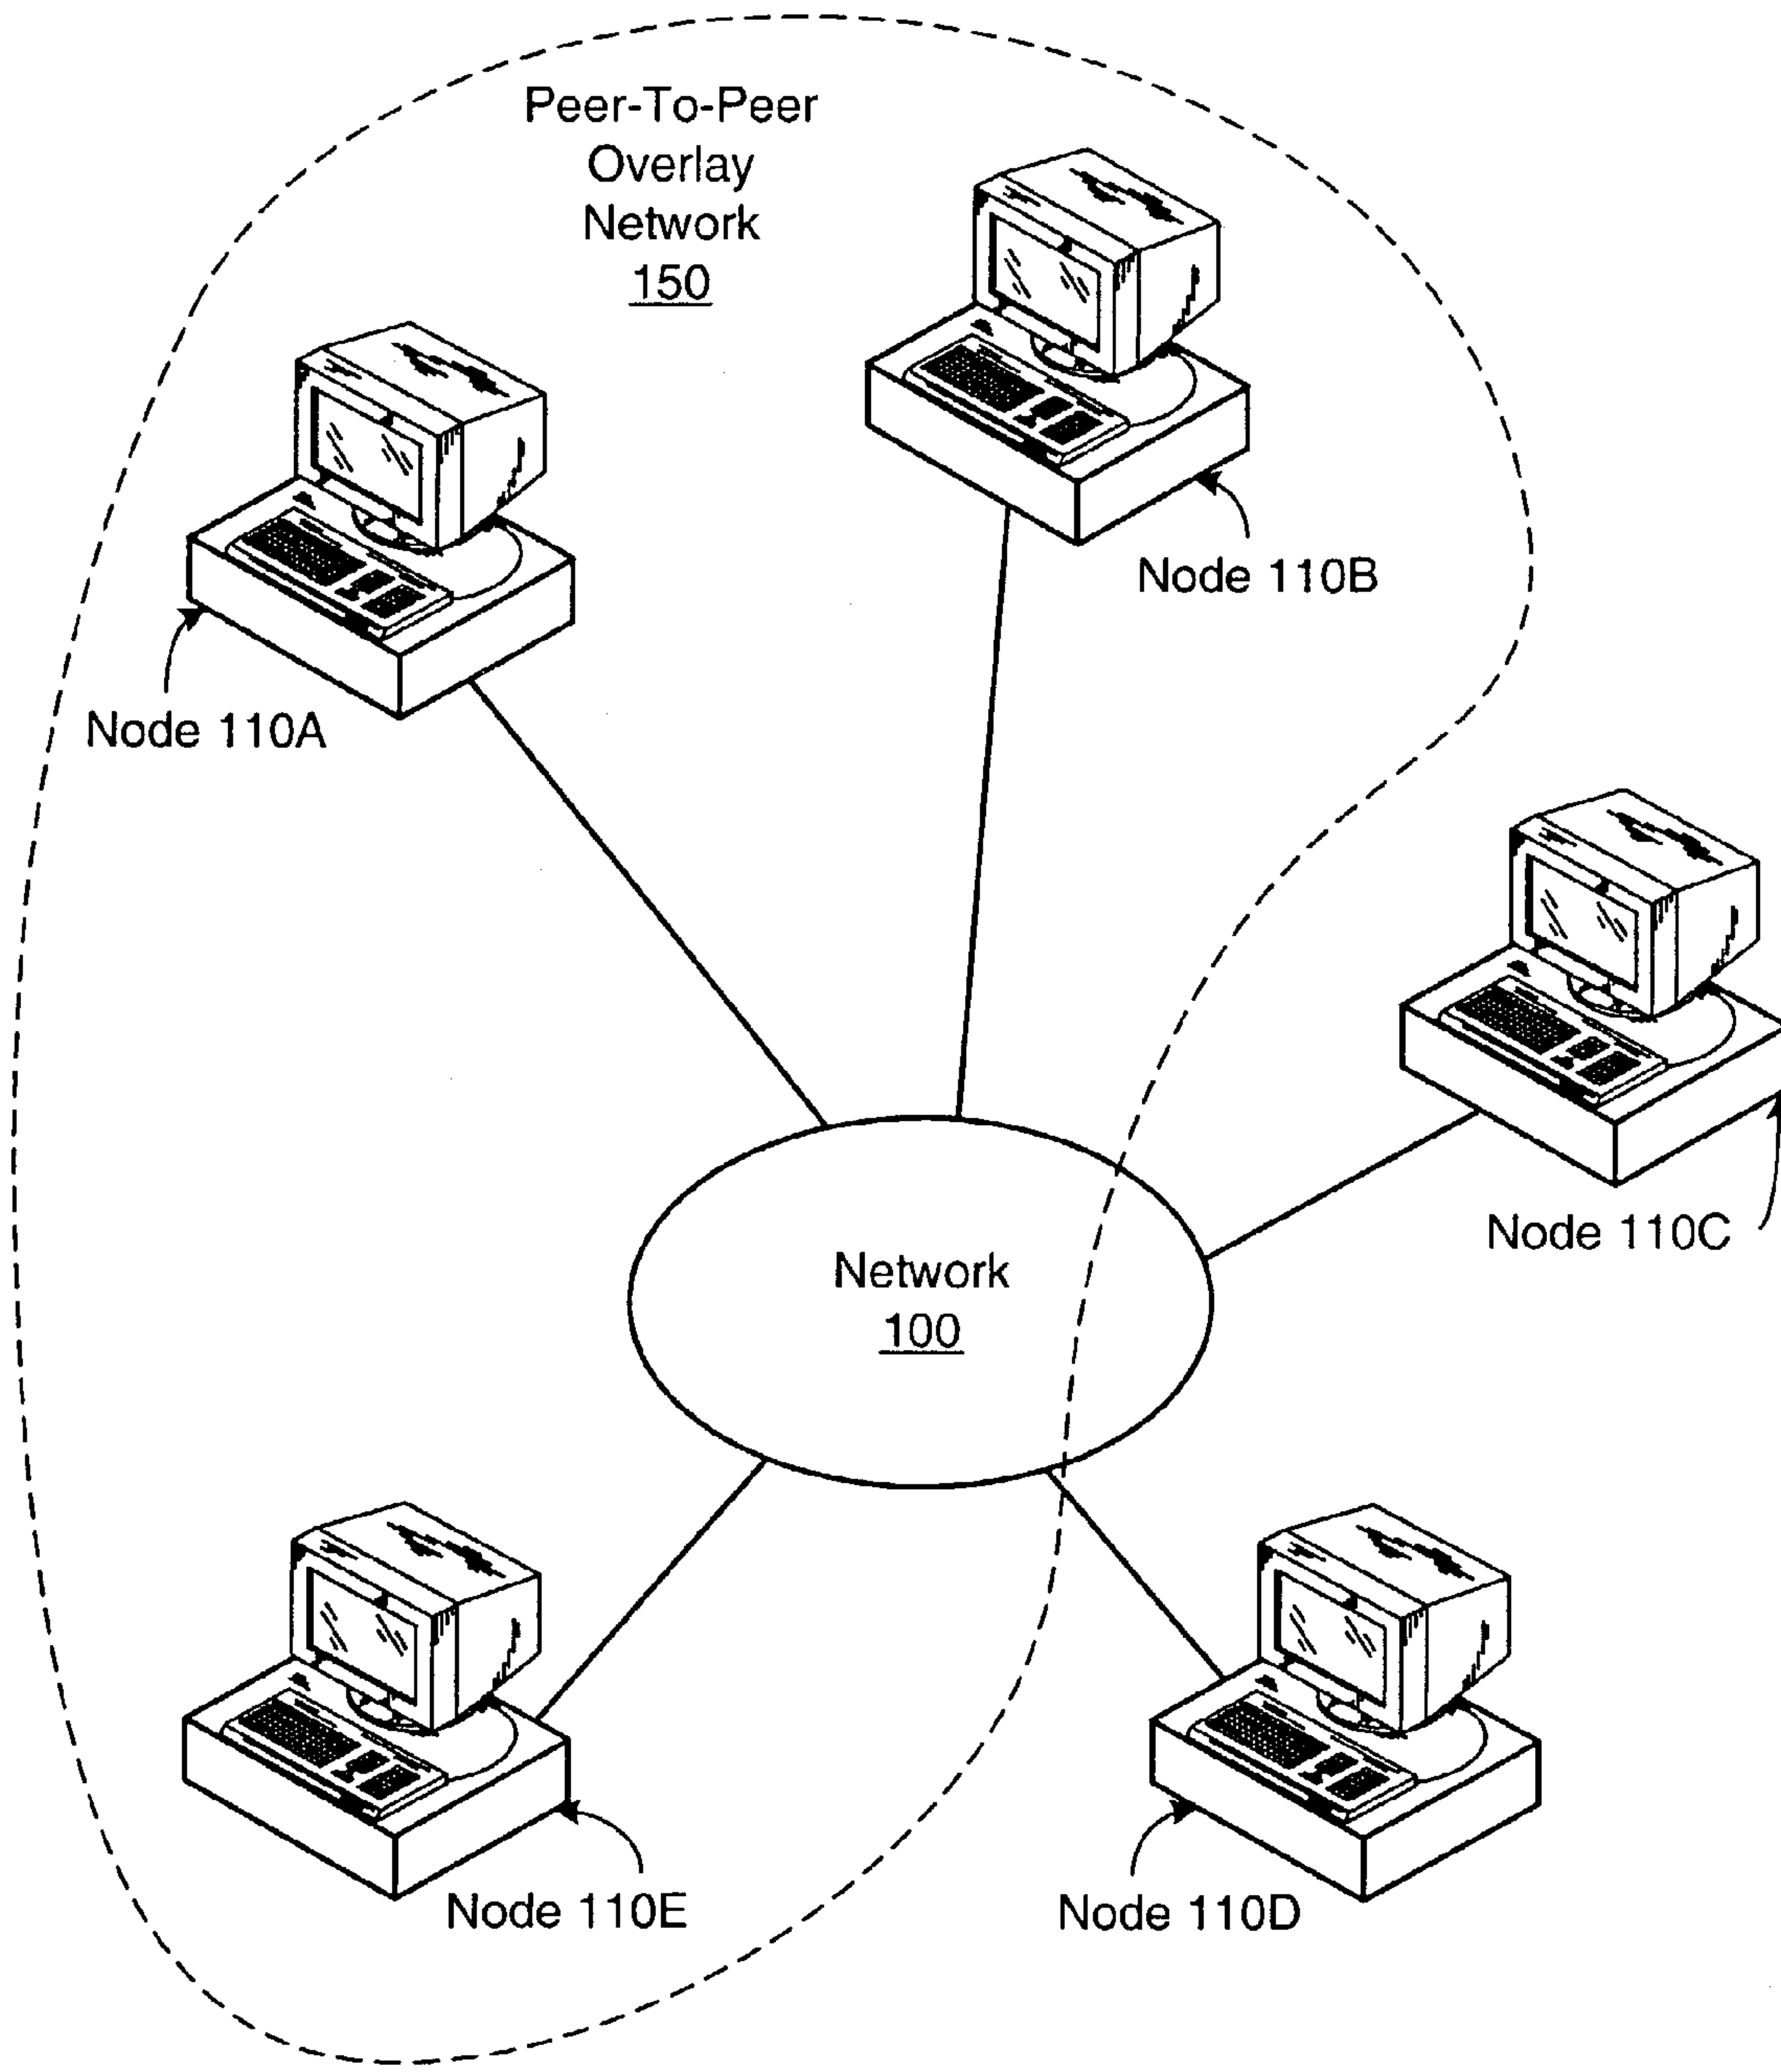 Peer-To-Peer
Overlay
Network
150
Node 110B
Node 110A
Node 110C
Network
100
Node 110E
Node 110D